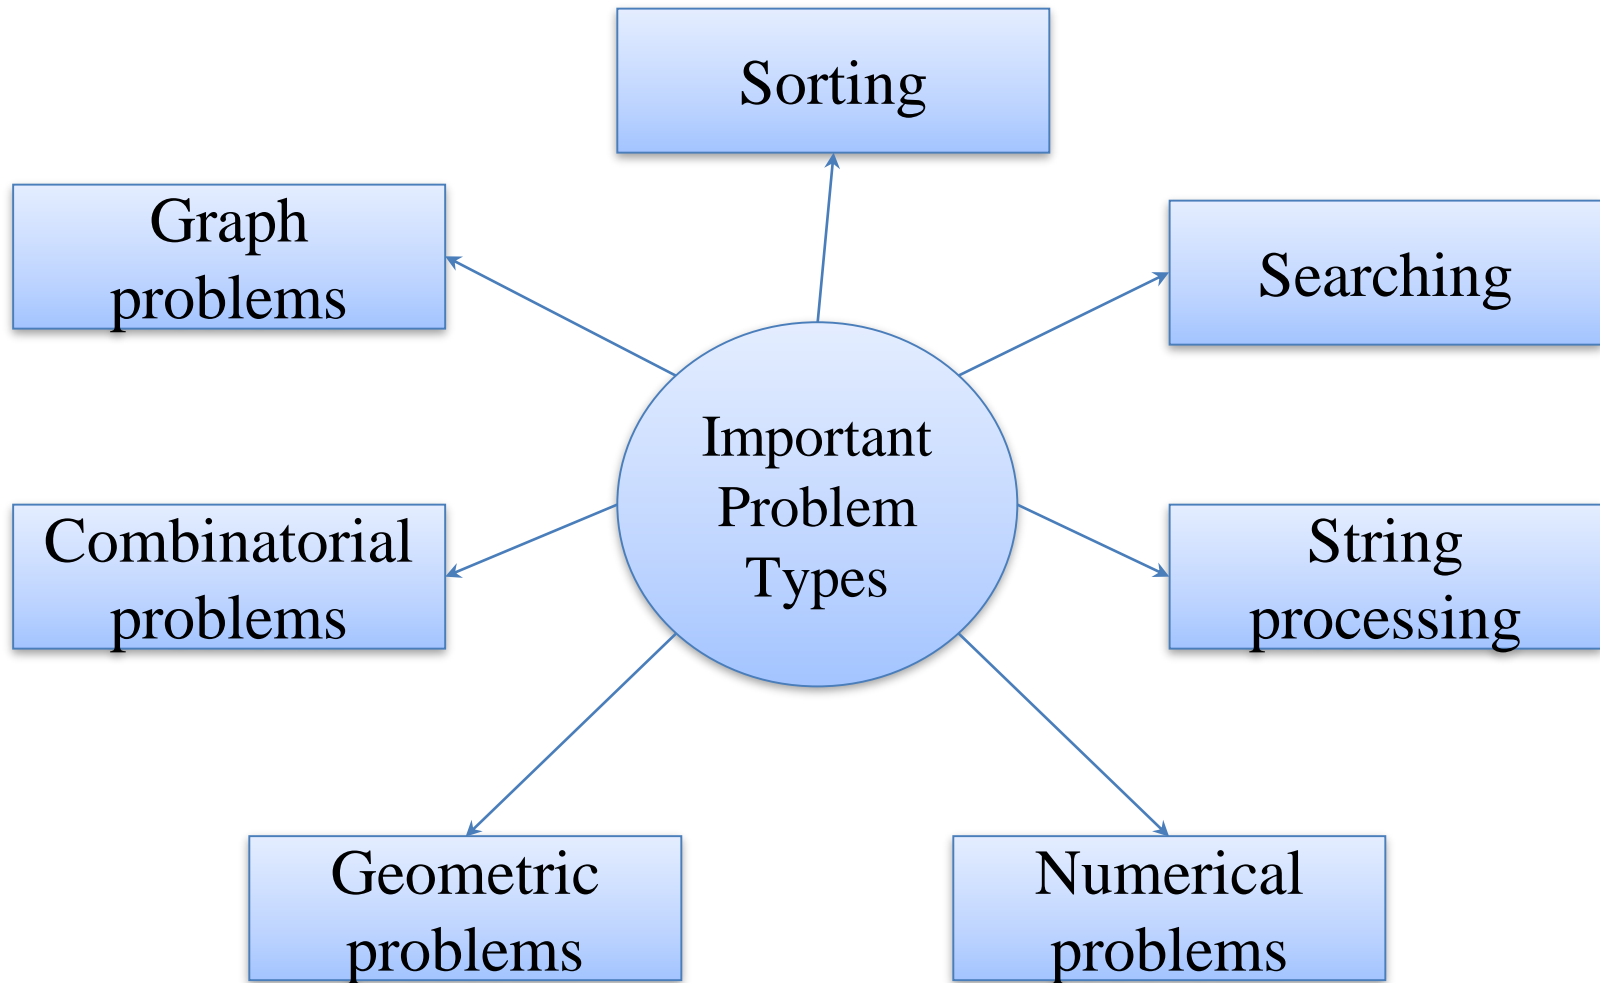 Sorting
Graph
problems
Searching
Important
Problem
Types
Combinatorial
problems
String
processing
Geometric
problems
Numerical
problems